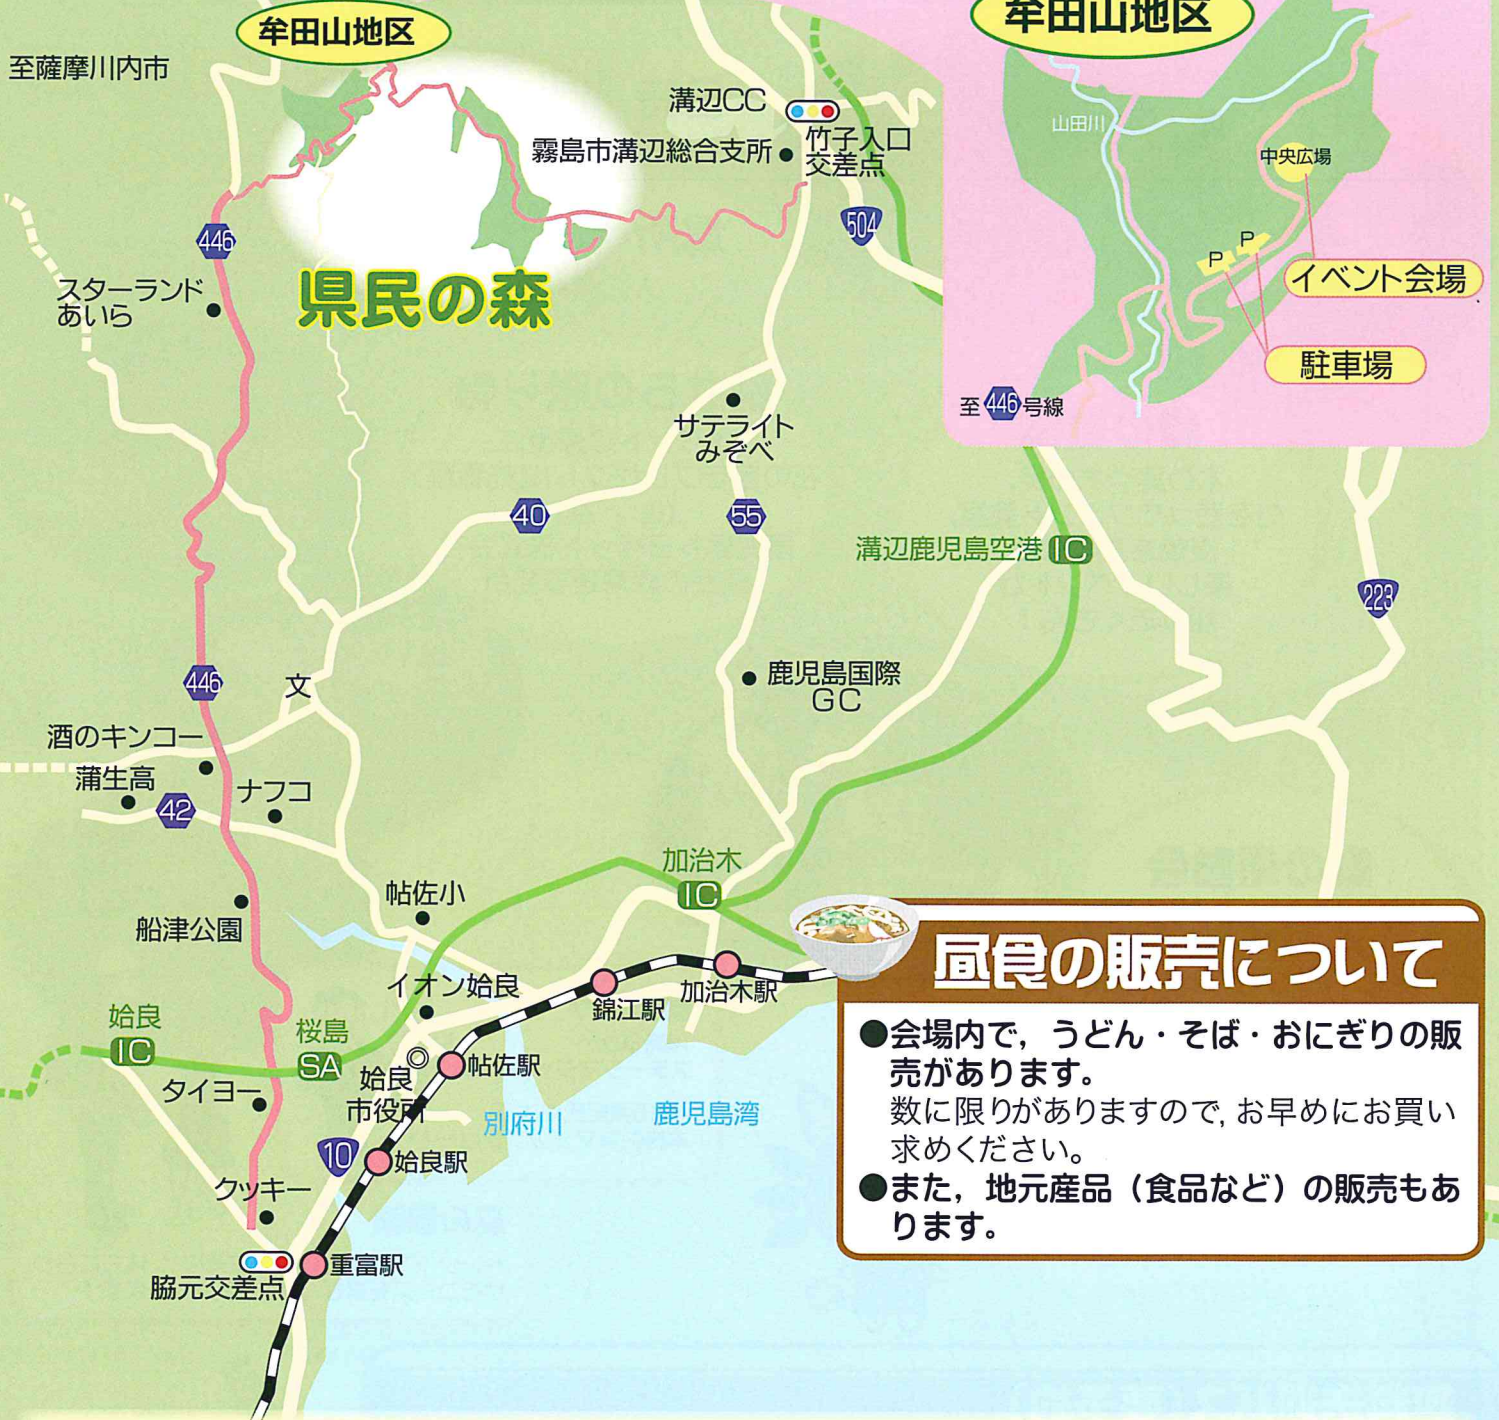 牟田山地区
至薩摩川内市
溝辺CC
霧島市溝辺総合支所
竹子入口
交差点
504
446
スターランド
あいら
県民の森
牟田山地区
山田川
中央広場
P
P
イベント会場
駐車場
至446号線
サテライト
みぞべ
40
55
溝辺鹿児島空港 IC
223
446
文
鹿児島国際
GC
酒のキンコー
蒲生高
42
ナフコ
加治木
IC
帖佐小
船津公園
イオン姶良
錦江駅
加治木駅
姶良
IC
桜島
SA
姶良
市役所
帖佐駅
タイヨー
別府川
鹿児島湾
10
姶良駅
クッキー
重富駅
脇元交差点
昼食の販売について
●会場内で，うどん・そば・おにぎりの販
売があります。
数に限りがありますので，お早めにお買い
求めください。
●また，地元産品（食品など）の販売もあ
ります。